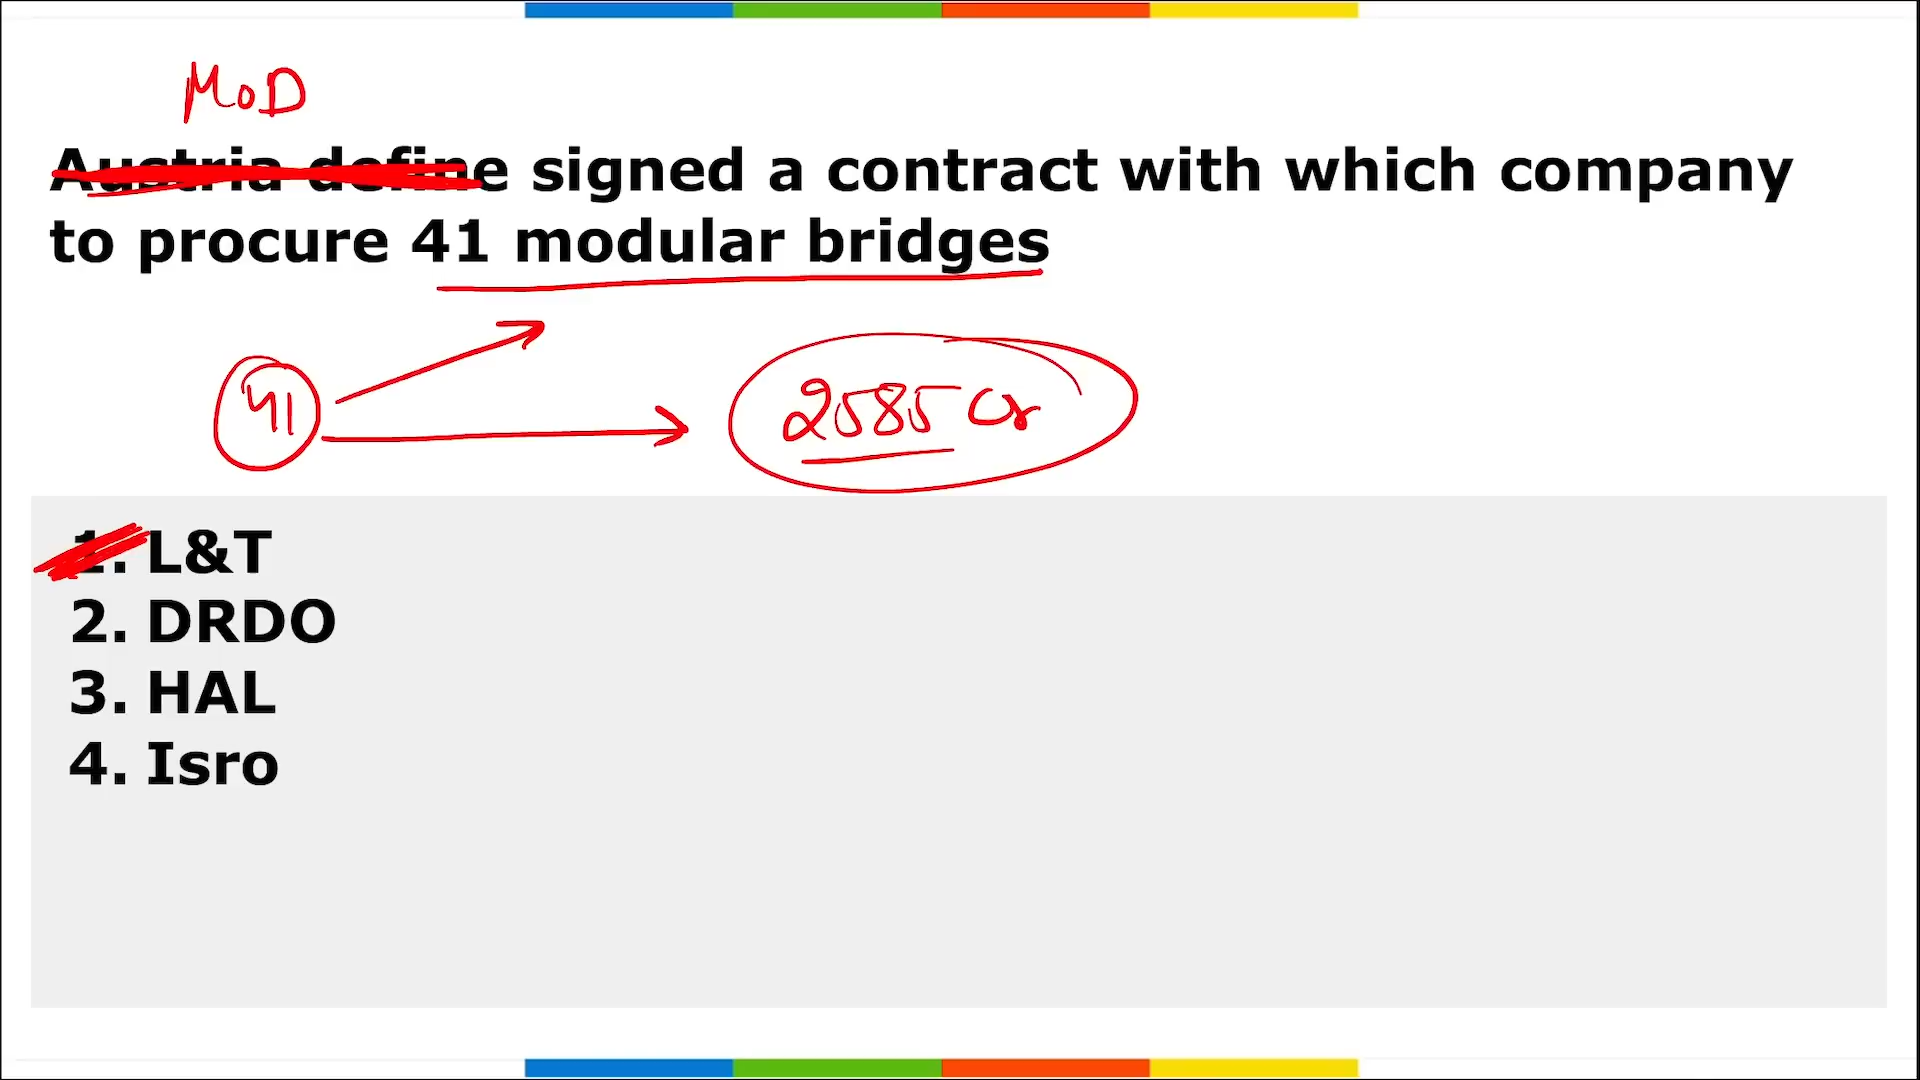 MoD
Austria define signed a contract with which company
to procure 41 modular bridges
41
2585 Cr
1. L&T
2. DRDO
3. HAL
4. Isro